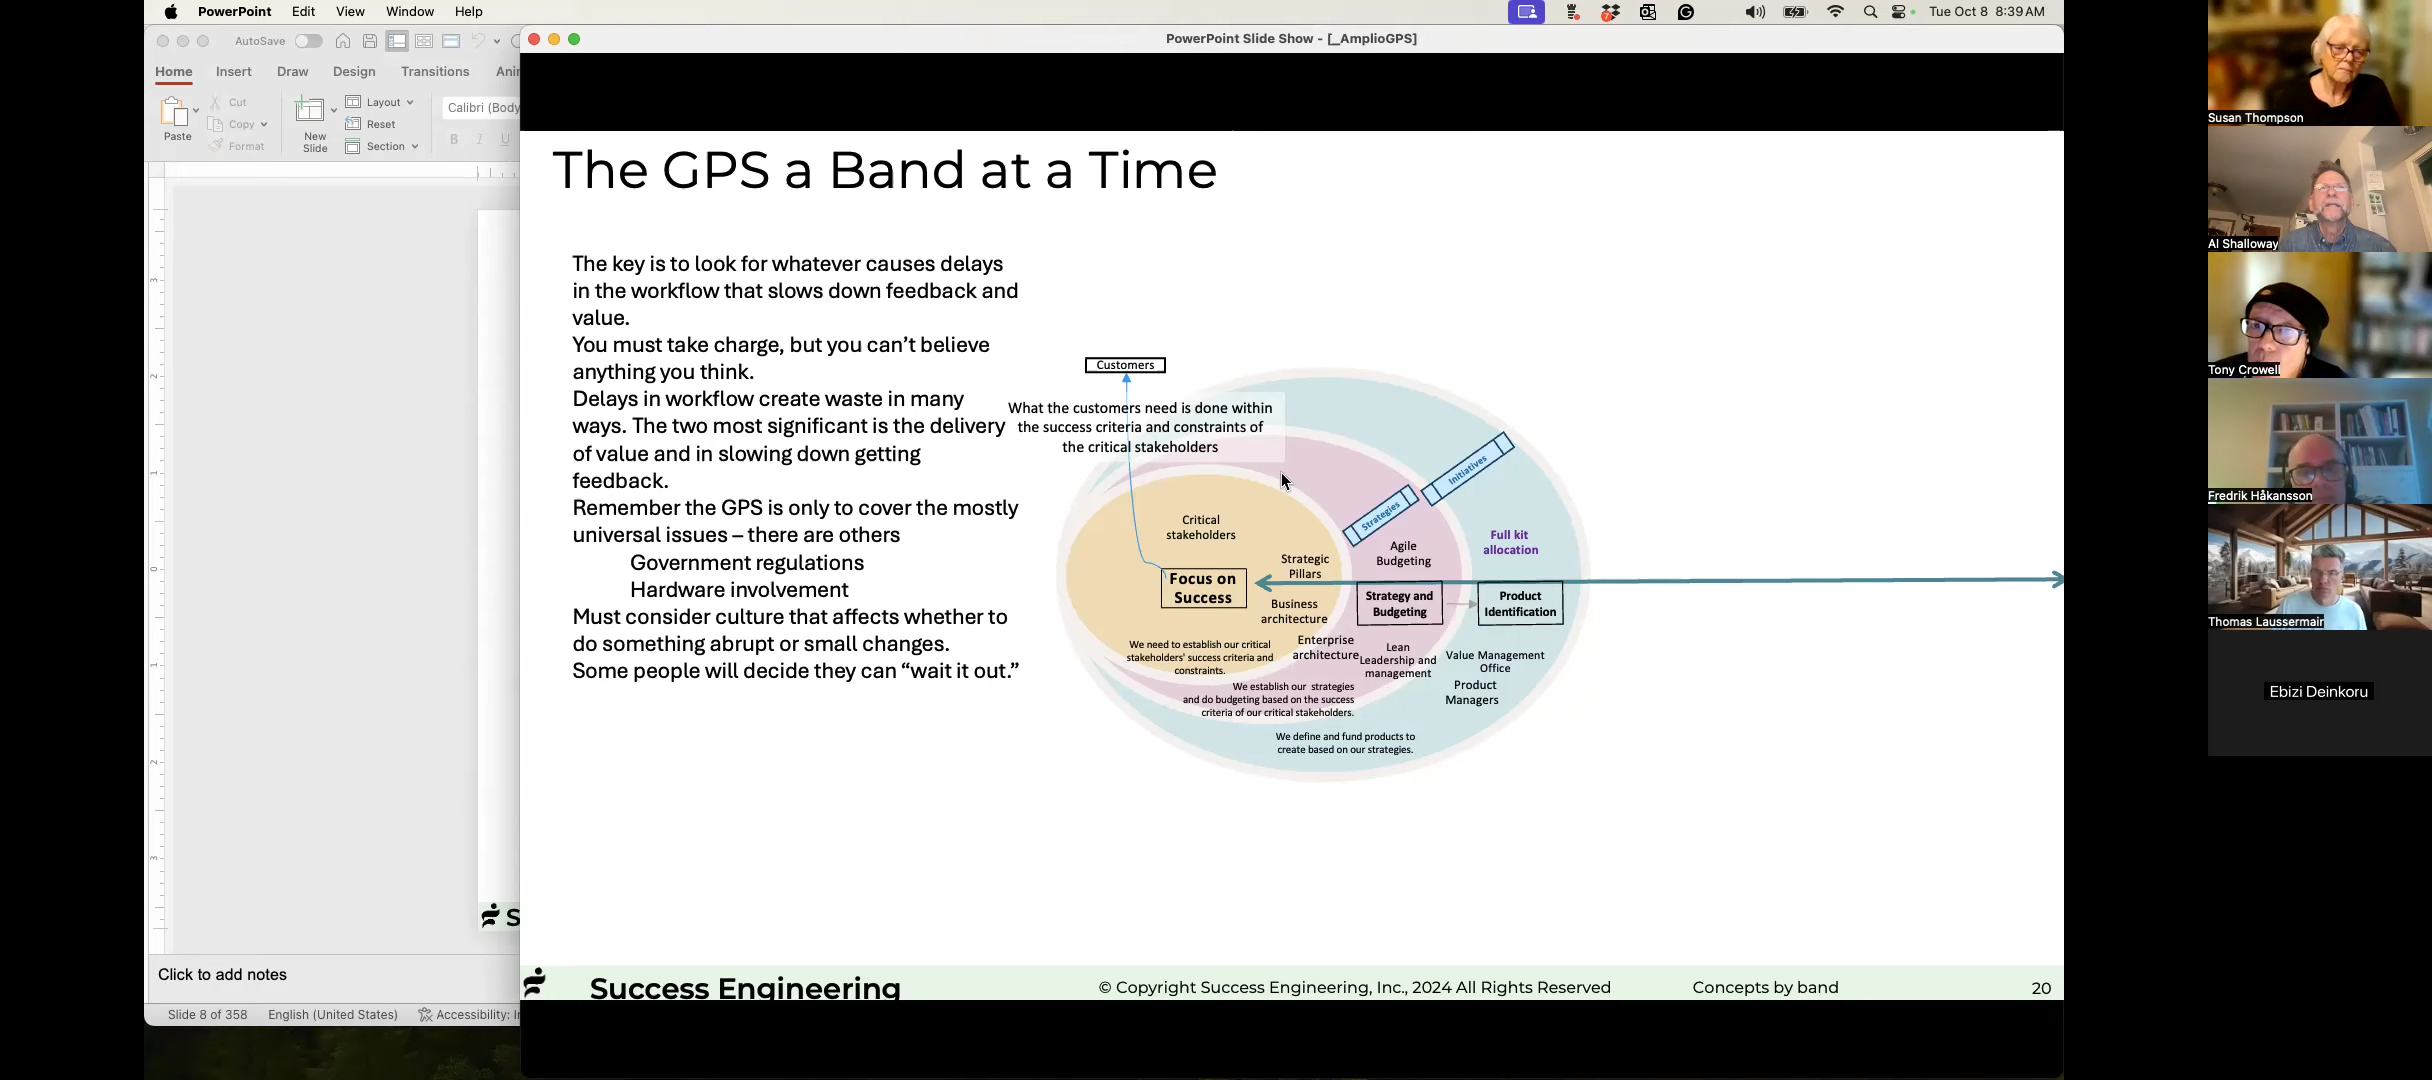 PowerPoint Edit View Window Help
Tue Oct 8 8:39 AM
AutoSave
PowerPoint Slide Show - [_AmplioGPS]
Home Insert Draw Design Transitions
Paste
Cut
Copy
Format
New
Slide
Layout
Reset
Section
Calibri (Body
B I U
The GPS a Band at a Time
The key is to look for whatever causes delays
in the workflow that slows down feedback and
value.
You must take charge, but you can’t believe
anything you think.
Delays in workflow create waste in many
ways. The two most significant is the delivery
of value and in slowing down getting
feedback.
Remember the GPS is only to cover the mostly
universal issues – there are others
Government regulations
Hardware involvement
Must consider culture that affects whether to
do something abrupt or small changes.
Some people will decide they can “wait it out.”
Customers
What the customers need is done within
the success criteria and constraints of
the critical stakeholders
Initiatives
Strategies
Critical
stakeholders
Strategic
Pillars
Agile
Budgeting
Full kit
allocation
Focus on
Success
Business
architecture
Strategy and
Budgeting
Product
Identification
Enterprise
architecture
Lean
Leadership and
management
Value Management
Office
Product
Managers
We need to establish our critical
stakeholders' success criteria and
constraints.
We establish our strategies
and do budgeting based on the success
criteria of our critical stakeholders.
We define and fund products to
create based on our strategies.
Success Engineering
© Copyright Success Engineering, Inc., 2024 All Rights Reserved
Concepts by band
20
Click to add notes
Slide 8 of 358 English (United States) Accessibility:
Susan Thompson
Al Shalloway
Tony Crowell
Fredrik Håkansson
Thomas Laussermair
Ebizi Deinkoru